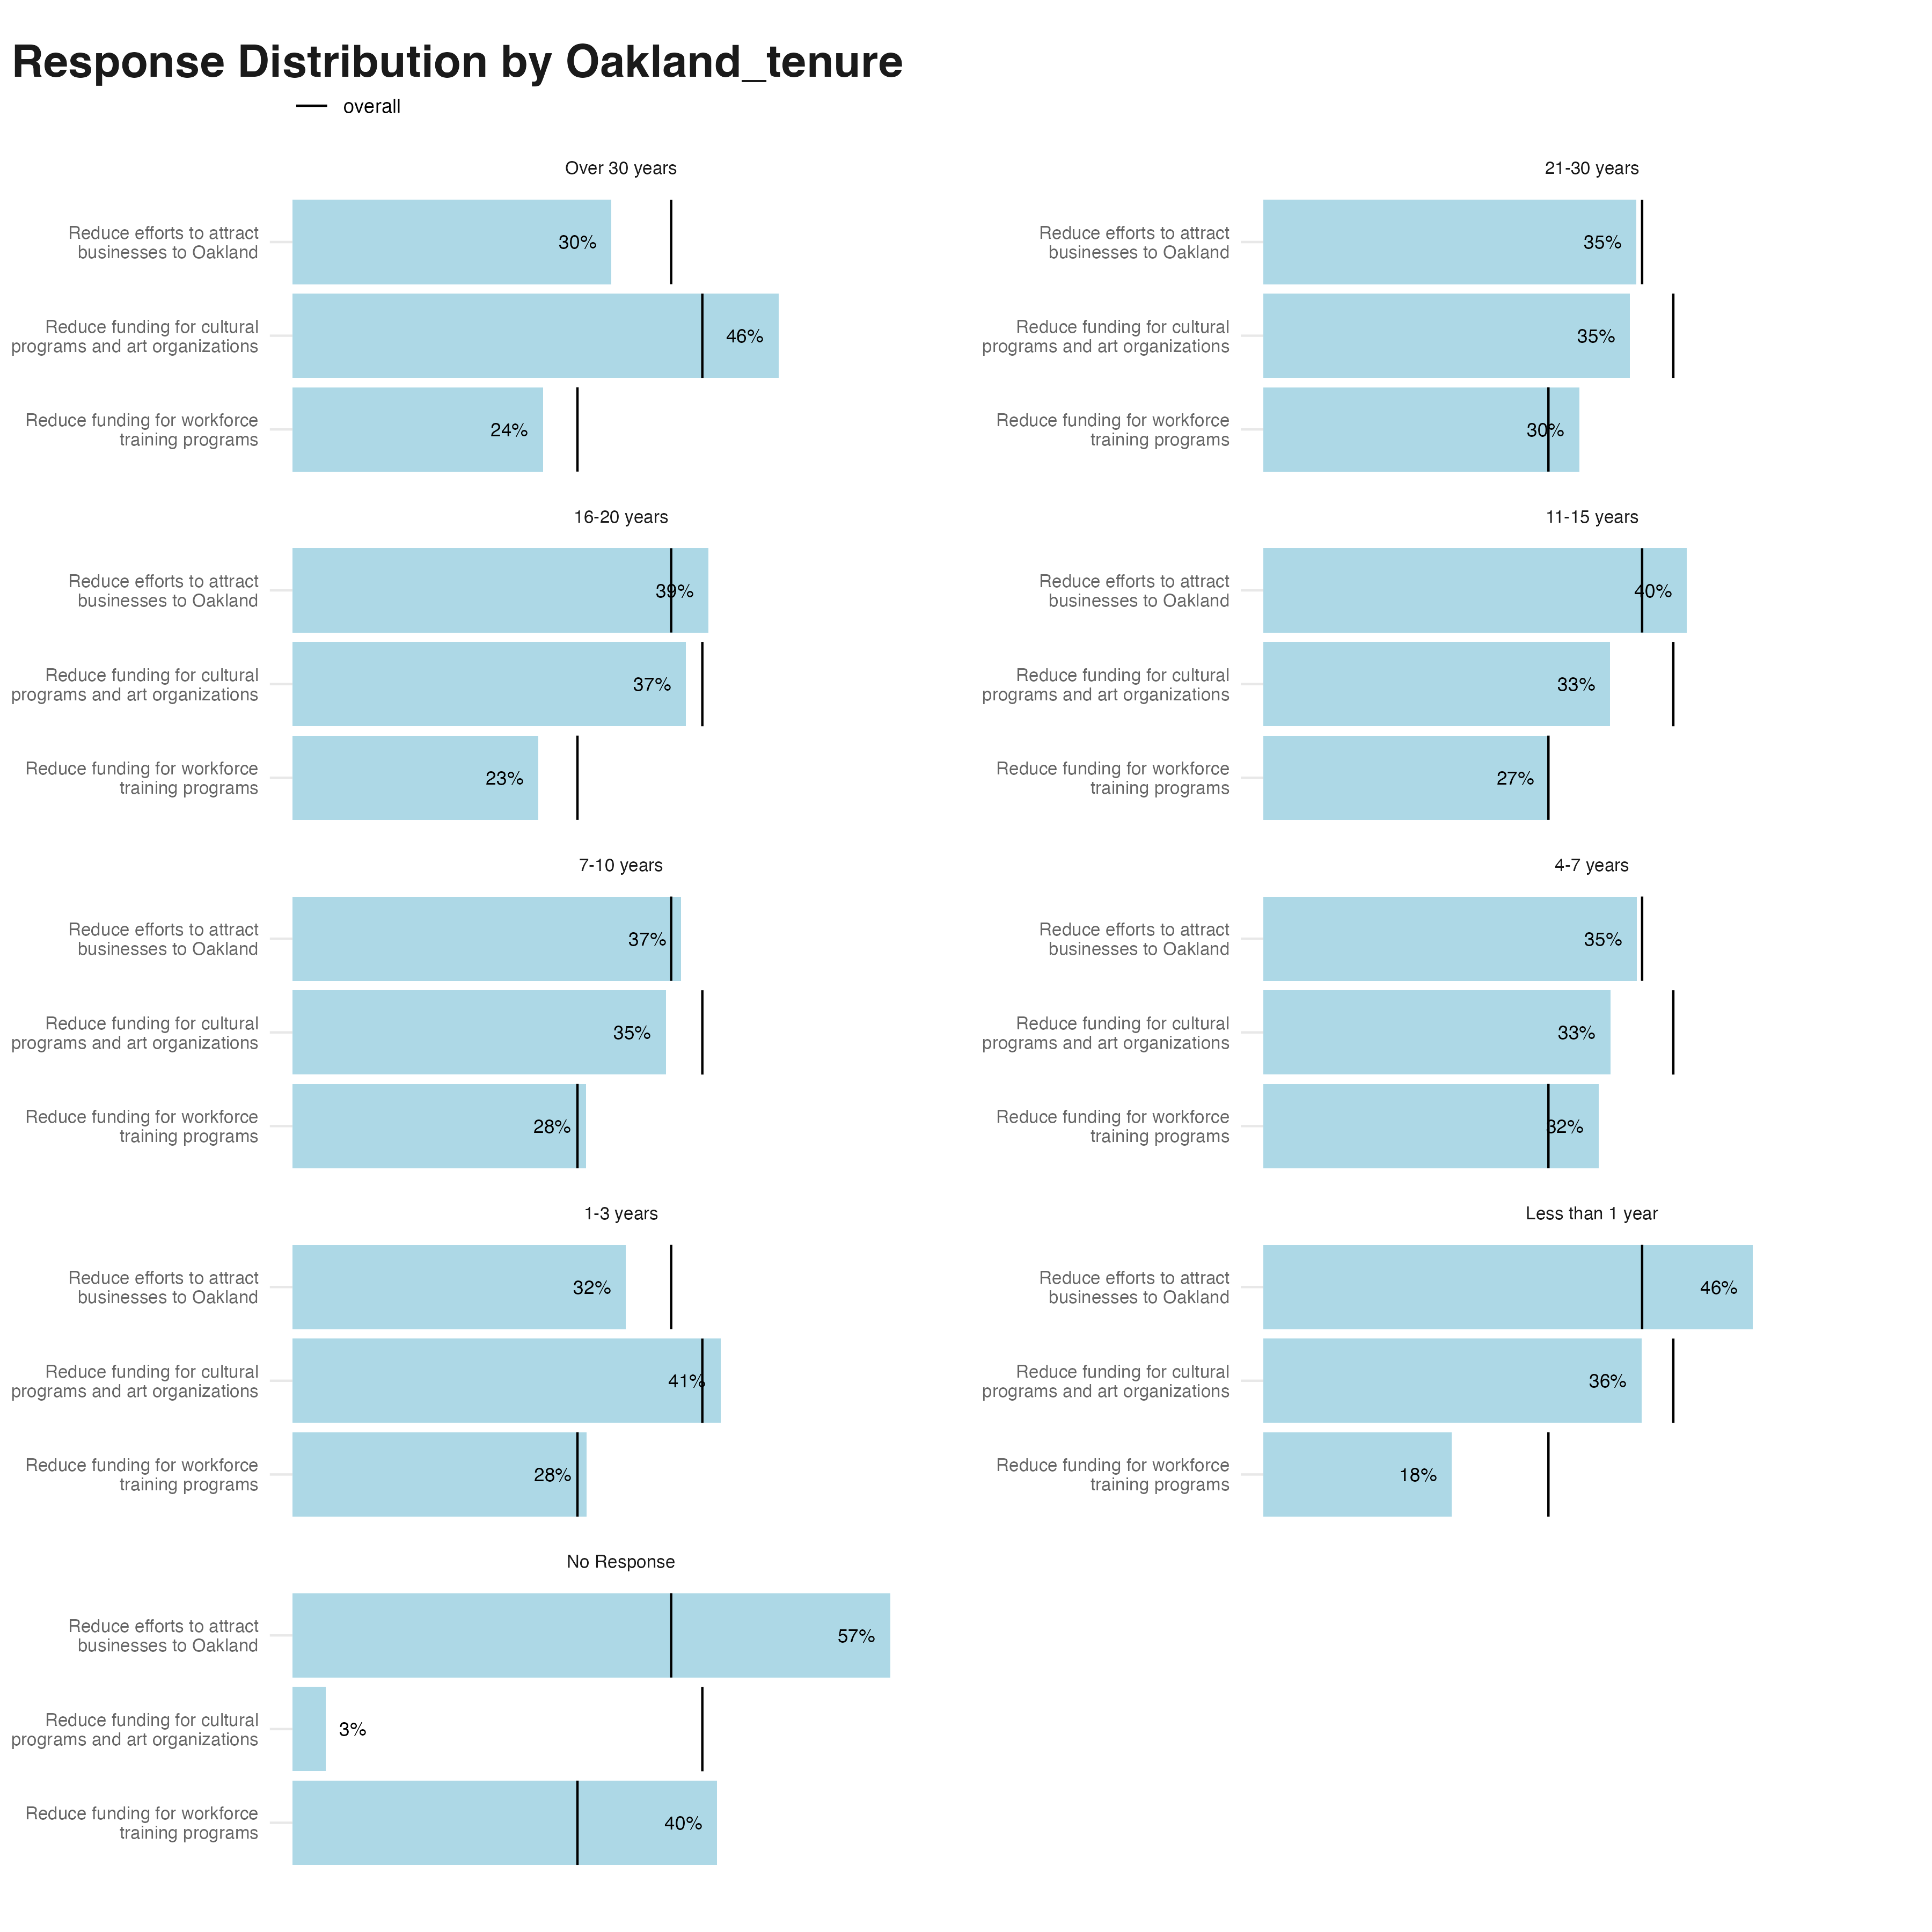 Response Distribution by Oakland_tenure
overall
Over 30 years
Reduce efforts to attract
businesses to Oakland
30%
Reduce funding for cultural
programs and art organizations
46%
Reduce funding for workforce
training programs
24%
21-30 years
Reduce efforts to attract
businesses to Oakland
35%
Reduce funding for cultural
programs and art organizations
35%
Reduce funding for workforce
training programs
30%
16-20 years
Reduce efforts to attract
businesses to Oakland
39%
Reduce funding for cultural
programs and art organizations
37%
Reduce funding for workforce
training programs
23%
11-15 years
Reduce efforts to attract
businesses to Oakland
40%
Reduce funding for cultural
programs and art organizations
33%
Reduce funding for workforce
training programs
27%
7-10 years
Reduce efforts to attract
businesses to Oakland
37%
Reduce funding for cultural
programs and art organizations
35%
Reduce funding for workforce
training programs
28%
4-7 years
Reduce efforts to attract
businesses to Oakland
35%
Reduce funding for cultural
programs and art organizations
33%
Reduce funding for workforce
training programs
32%
1-3 years
Reduce efforts to attract
businesses to Oakland
32%
Reduce funding for cultural
programs and art organizations
41%
Reduce funding for workforce
training programs
28%
Less than 1 year
Reduce efforts to attract
businesses to Oakland
46%
Reduce funding for cultural
programs and art organizations
36%
Reduce funding for workforce
training programs
18%
No Response
Reduce efforts to attract
businesses to Oakland
57%
Reduce funding for cultural
programs and art organizations
3%
Reduce funding for workforce
training programs
40%